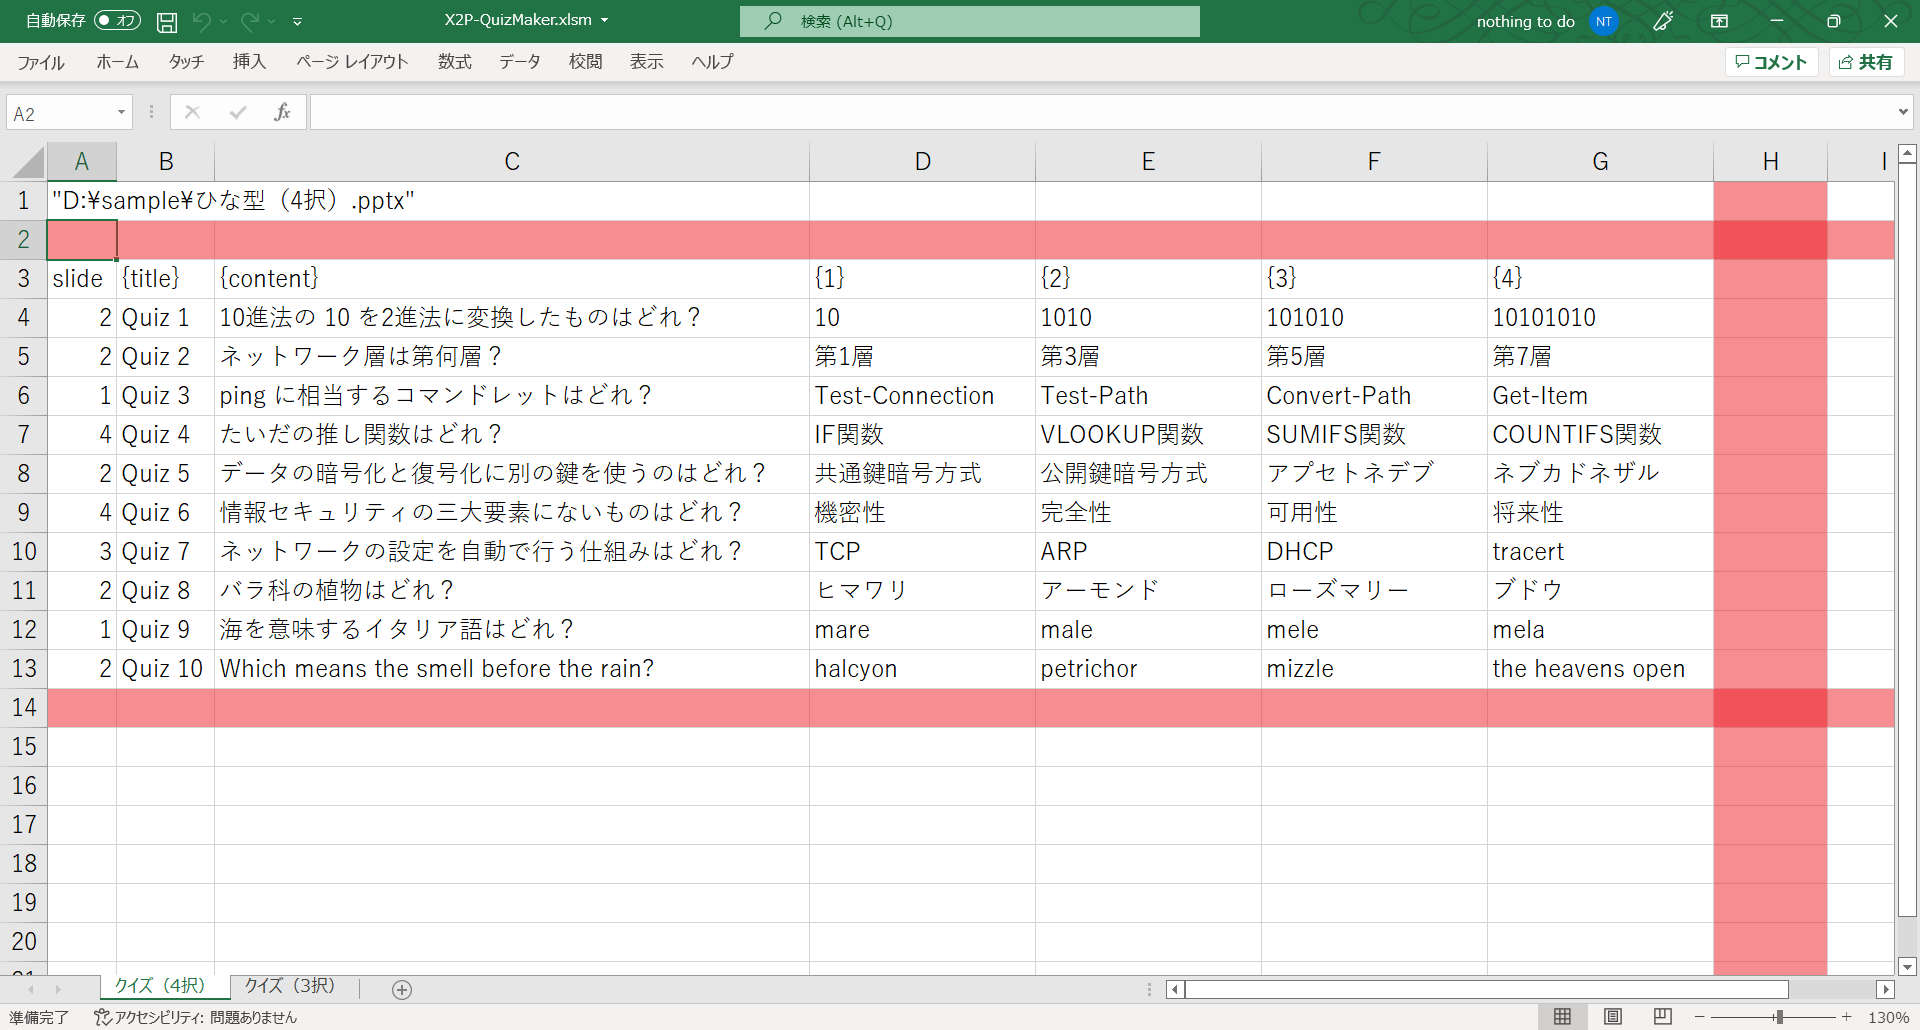 自動保存 オフ X2P-QuizMaker.xlsm 検索 (Alt+Q) nothing to do NT
ファイル ホーム タッチ 挿入 ページ レイアウト 数式 データ 校閲 表示 ヘルプ コメント 共有
A2 fx
A B C D E F G H I
1 "D:¥sample¥ひな型（4択）.pptx"
2
3 slide {title} {content} {1} {2} {3} {4}
4 2 Quiz 1 10進法の 10 を2進法に変換したものはどれ？ 10 1010 101010 10101010
5 2 Quiz 2 ネットワーク層は第何層？ 第1層 第3層 第5層 第7層
6 1 Quiz 3 ping に相当するコマンドレットはどれ？ Test-Connection Test-Path Convert-Path Get-Item
7 4 Quiz 4 たいだの推し関数はどれ？ IF関数 VLOOKUP関数 SUMIFS関数 COUNTIFS関数
8 2 Quiz 5 データの暗号化と復号化に別の鍵を使うのはどれ？ 共通鍵暗号方式 公開鍵暗号方式 アプセトネデブ ネブカドネザル
9 4 Quiz 6 情報セキュリティの三大要素にないものはどれ？ 機密性 完全性 可用性 将来性
10 3 Quiz 7 ネットワークの設定を自動で行う仕組みはどれ？ TCP ARP DHCP tracert
11 2 Quiz 8 バラ科の植物はどれ？ ヒマワリ アーモンド ローズマリー ブドウ
12 1 Quiz 9 海を意味するイタリア語はどれ？ mare male mele mela
13 2 Quiz 10 Which means the smell before the rain? halcyon petrichor mizzle the heavens open
14
15
16
17
18
19
20
21
クイズ（4択） クイズ（3択）
準備完了 アクセシビリティ: 問題ありません 130%